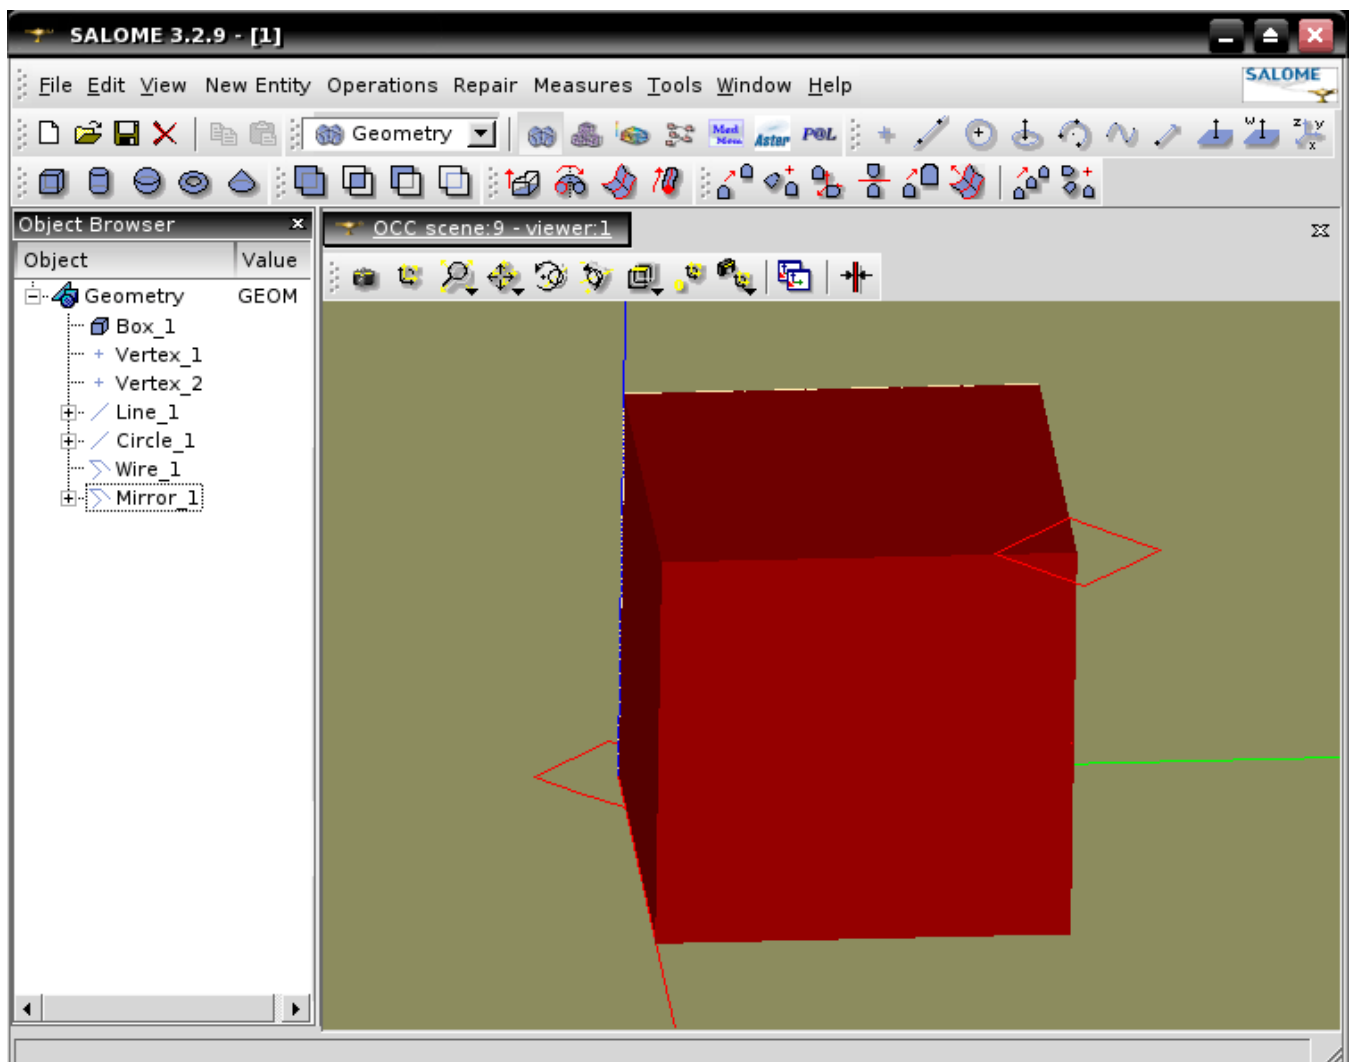 SALOME 3.2.9 - [1]
File Edit View New Entity Operations Repair Measures Tools Window Help
SALOME
Geometry
Med
Mem.
Aster
POL
W
z y
x
Object Browser
OCC scene:9 - viewer:1
Object Value
Geometry GEOM
Box_1
Vertex_1
Vertex_2
Line_1
Circle_1
Wire_1
Mirror_1